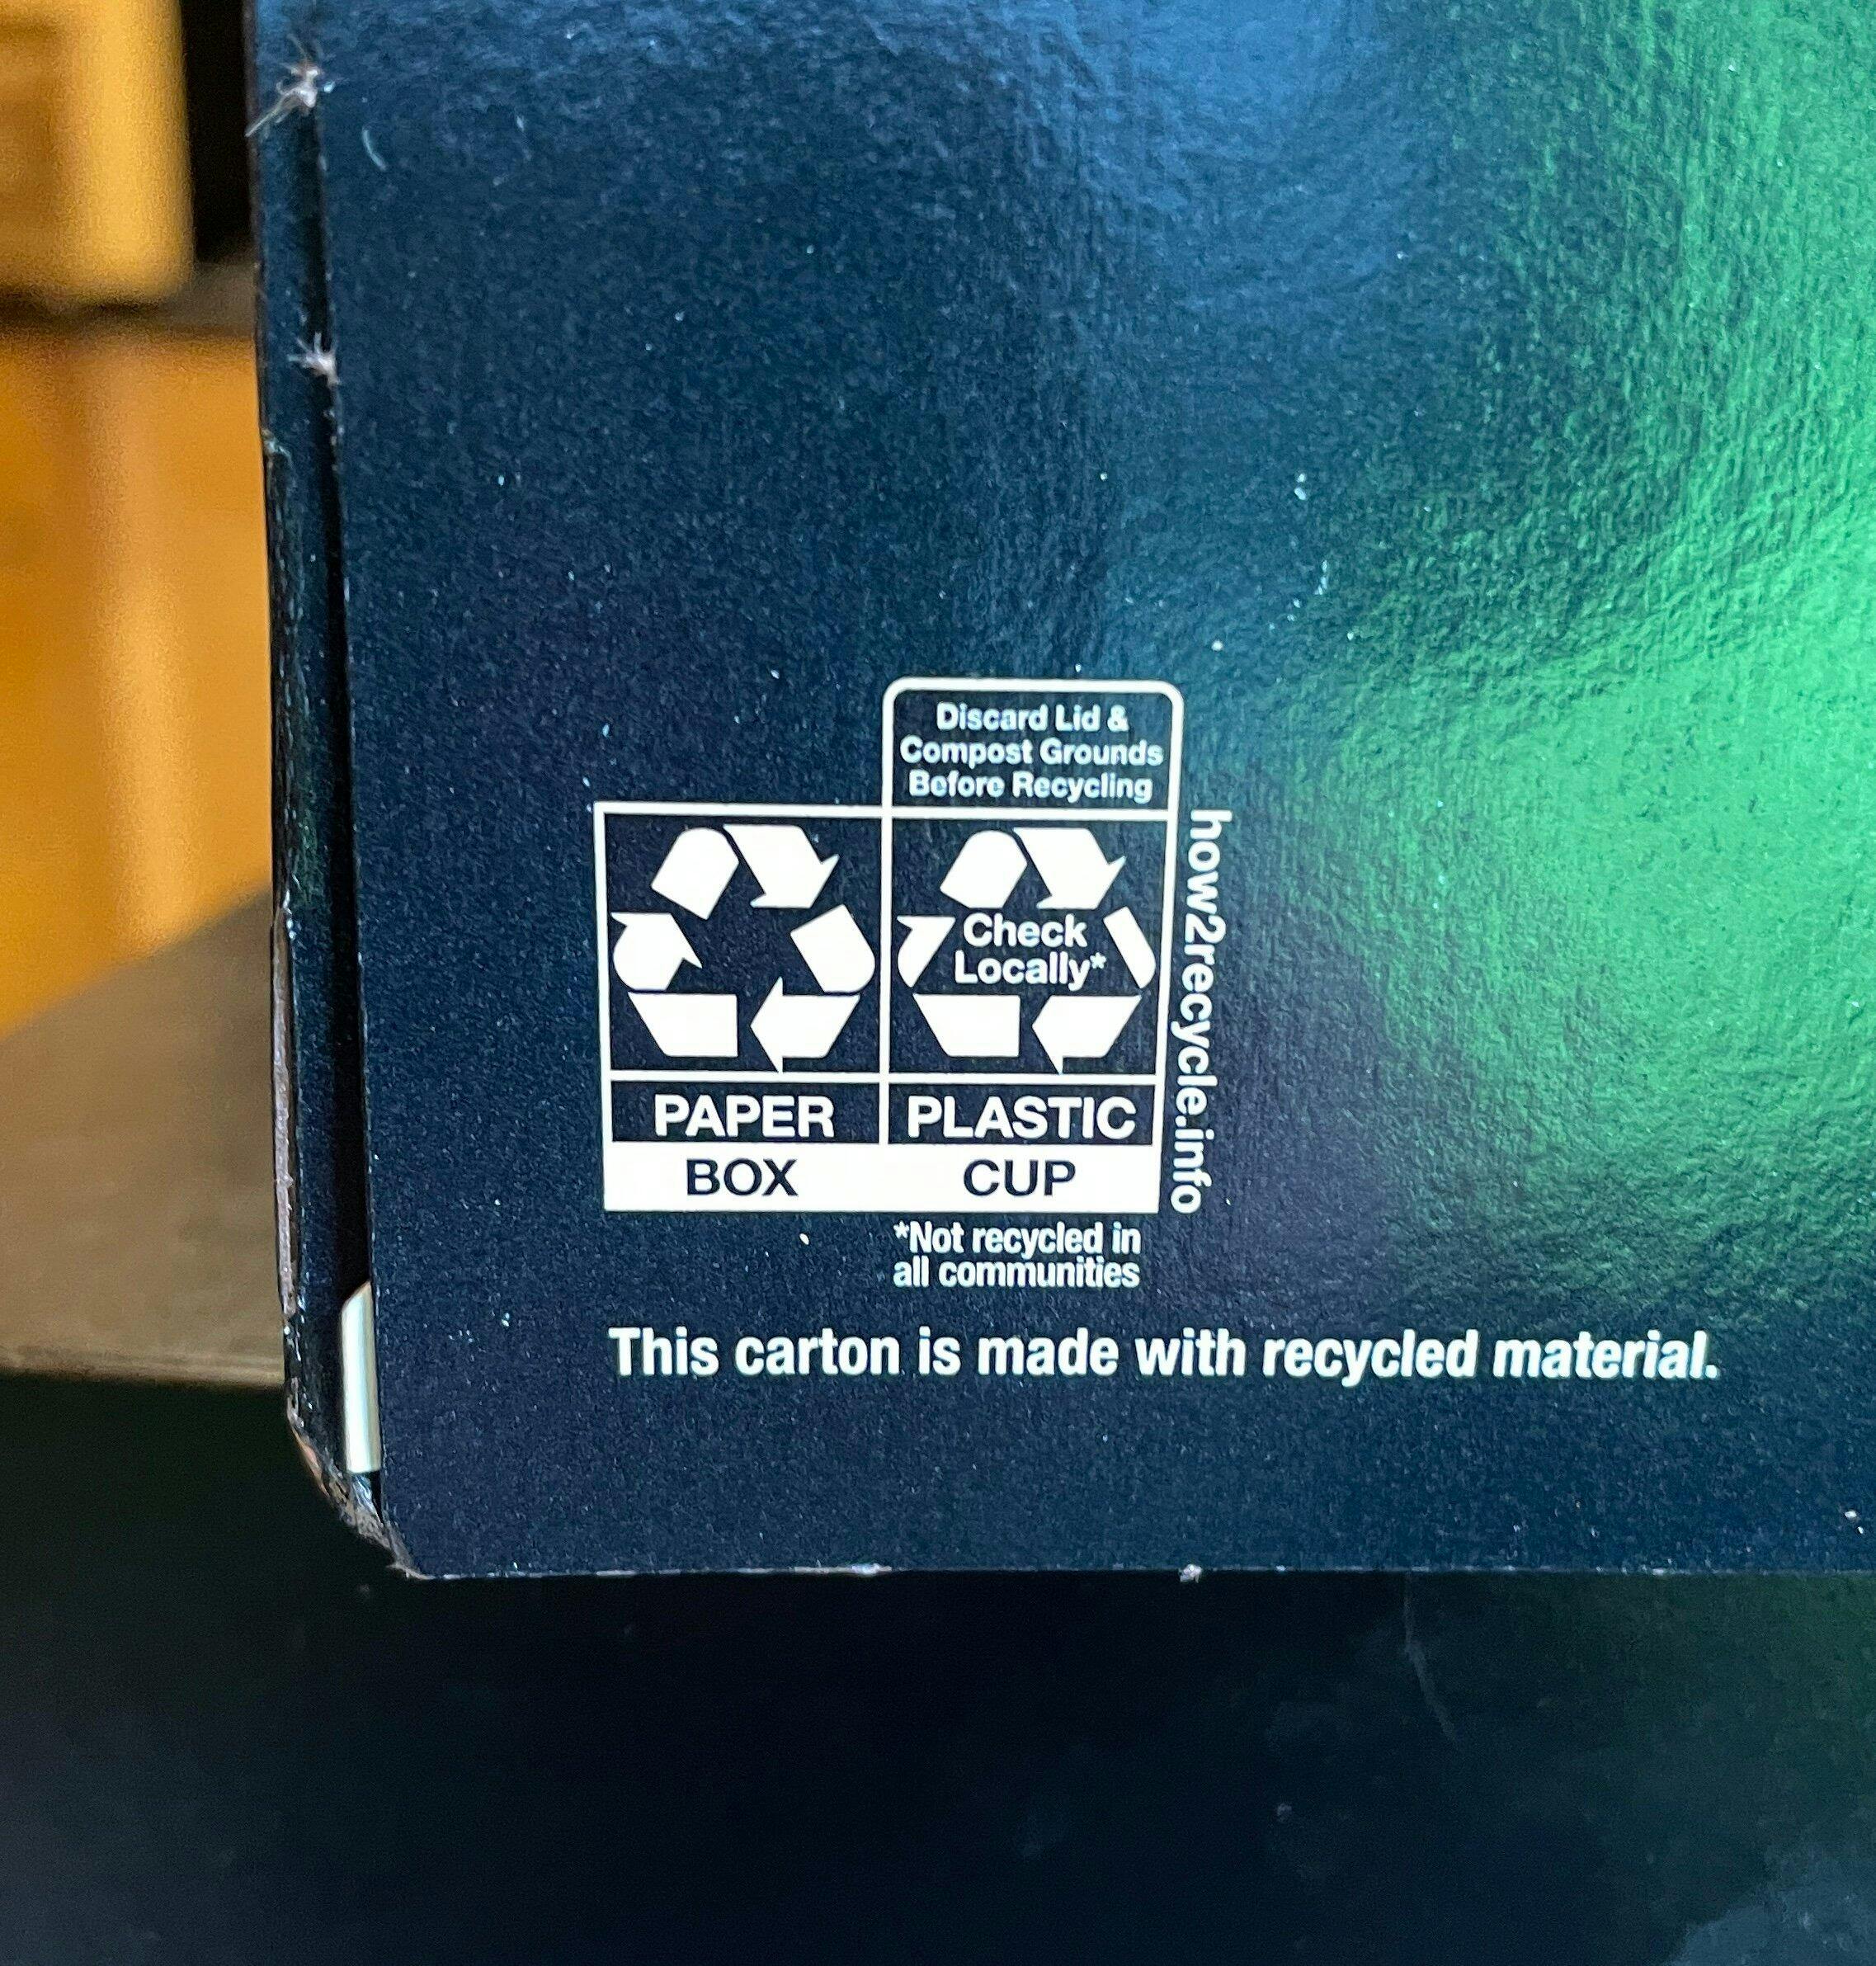 Discard Lid &
Compost Grounds
Before Recycling
Check
Locally*
PAPER
PLASTIC
BOX
CUP
how2recycle.info
*Not recycled in
all communities
This carton is made with recycled material.